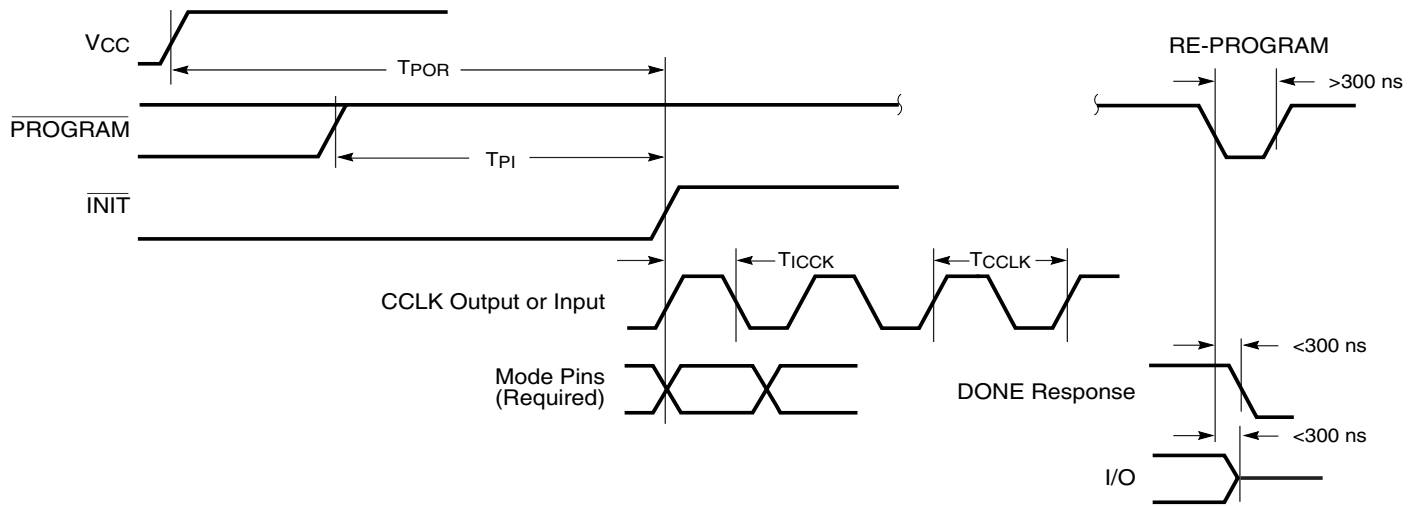 VCC
TPOR
RE-PROGRAM
>300 ns
PROGRAM
TPI
INIT
TICCK
TCCLK
CCLK Output or Input
<300 ns
Mode Pins
(Required)
DONE Response
<300 ns
I/O